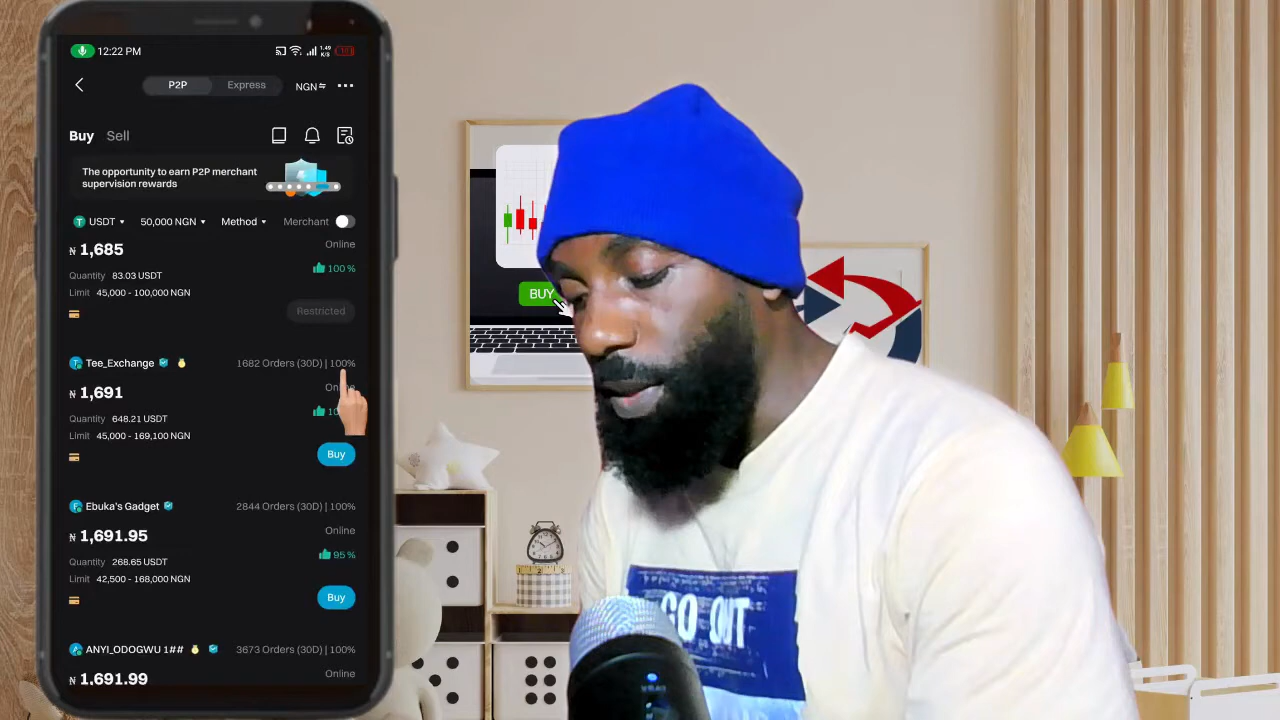 12:22 PM
1.49
K/S
P2P
Express
NGN
Buy
Sell
The opportunity to earn P2P merchant
supervision rewards
USDT
50,000 NGN
Method
Merchant
₦ 1,685
Online
Quantity 83.03 USDT
100 %
Limit 45,000 - 100,000 NGN
Restricted
Tee_Exchange
1682 Orders (30D) | 100%
₦ 1,691
Quantity 648.21 USDT
Limit 45,000 - 169,100 NGN
Buy
Ebuka's Gadget
2844 Orders (30D) | 100%
Online
₦ 1,691.95
95 %
Quantity 268.65 USDT
Limit 42,500 - 168,000 NGN
Buy
ANYI_ODOGWU 1##
3673 Orders (30D) | 100%
Online
₦ 1,691.99
BUY
GO OUT